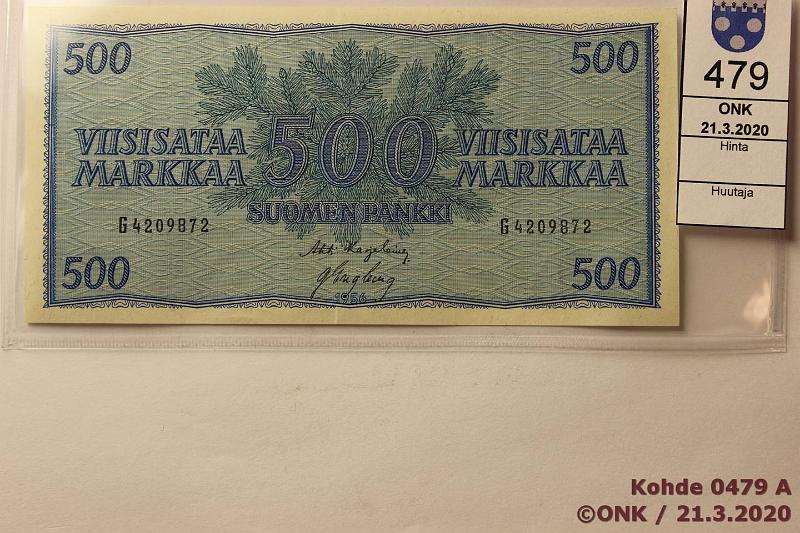 500 500
VIISISATAA MARKKAA 500 VIISISATAA MARKKAA
SUOMEN PANKKI
G4209872 G4209872
500 500
1956
479
ONK
21.3.2020
Hinta
Huutaja
Kohde 0479 A
©ONK / 21.3.2020